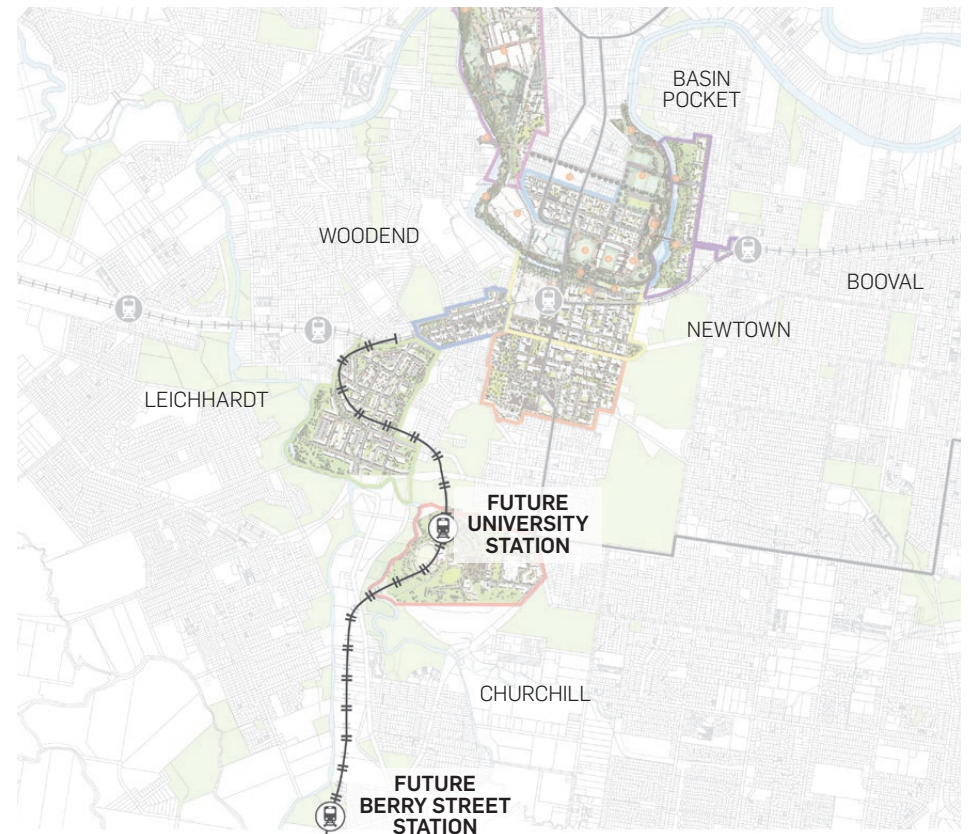 BASIN
POCKET
WOODEND
BOOVAL
NEWTOWN
LEICHHARDT
FUTURE
UNIVERSITY
STATION
CHURCHILL
FUTURE
BERRY STREET
STATION